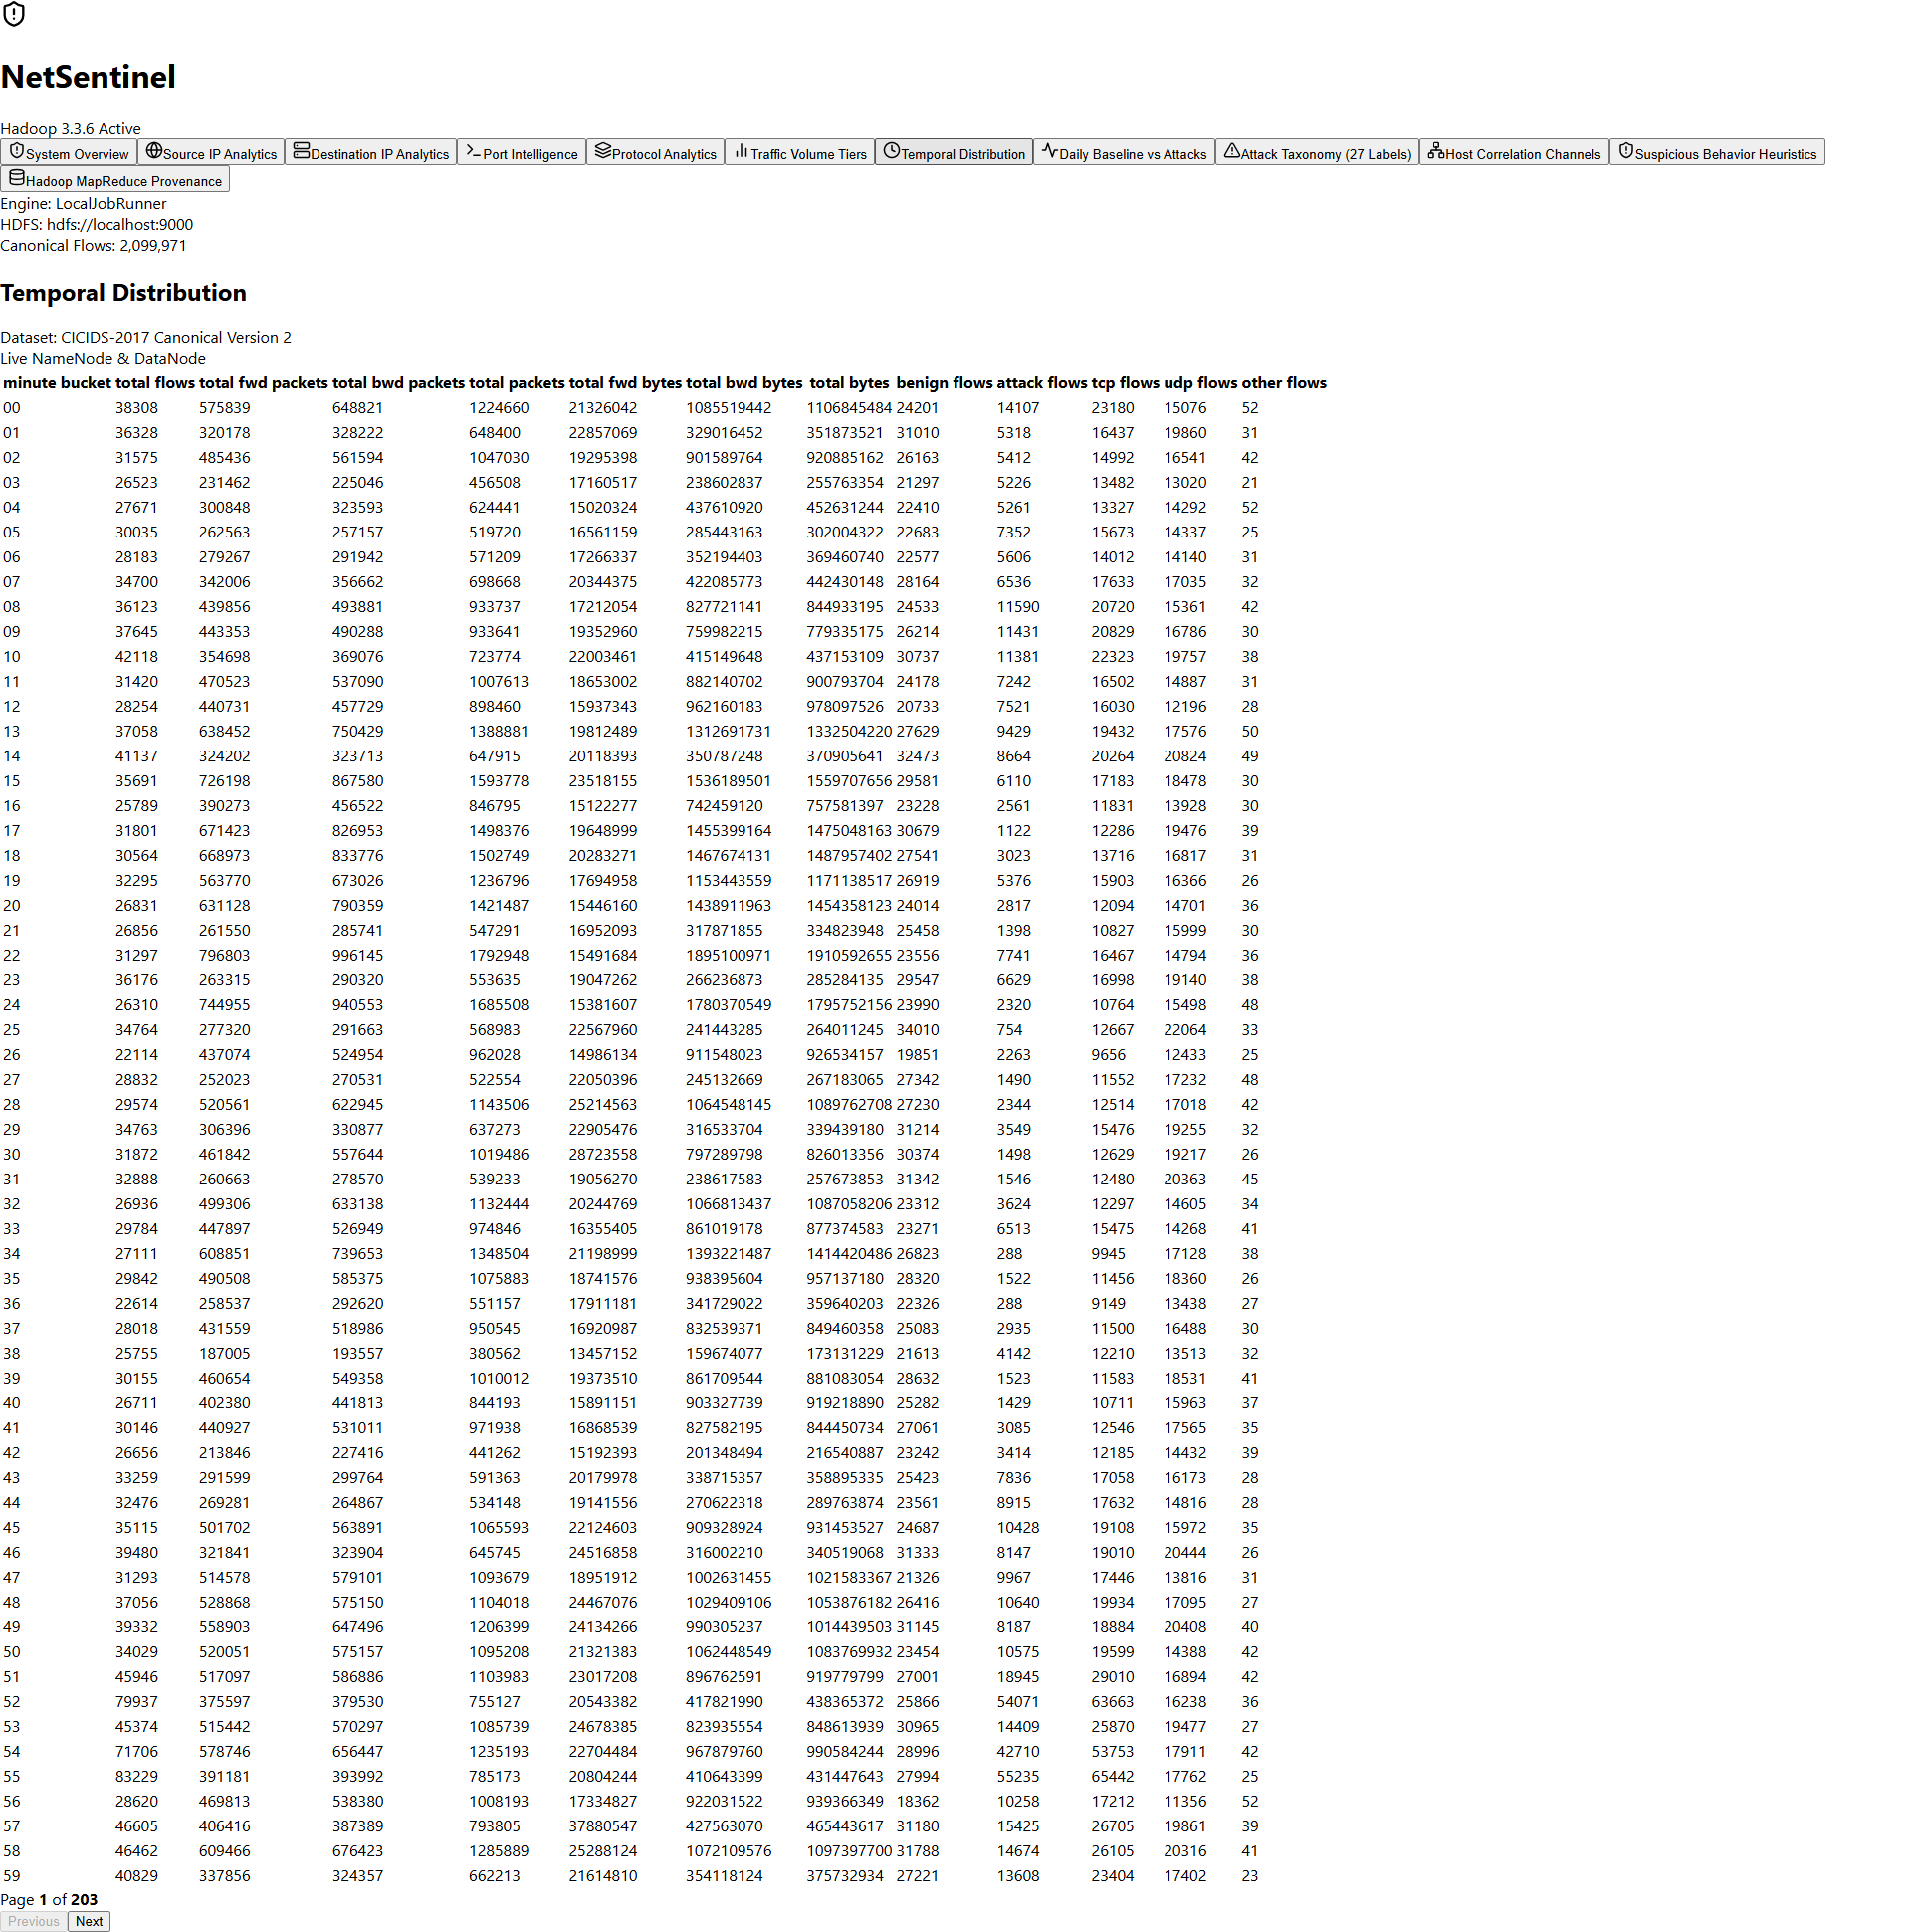 NetSentinel
Hadoop 3.3.6 Active
System Overview Source IP Analytics Destination IP Analytics Port Intelligence Protocol Analytics Traffic Volume Tiers Temporal Distribution Daily Baseline vs Attacks Attack Taxonomy (27 Labels) Host Correlation Channels Suspicious Behavior Heuristics
Hadoop MapReduce Provenance
Engine: LocalJobRunner
HDFS: hdfs://localhost:9000
Canonical Flows: 2,099,971
Temporal Distribution
Dataset: CICIDS-2017 Canonical Version 2
Live NameNode & DataNode
minute bucket total flows total fwd packets total bwd packets total packets total fwd bytes total bwd bytes total bytes benign flows attack flows tcp flows udp flows other flows
00 38308 575839 648821 1224660 21326042 1085519442 1106845484 24201 14107 23180 15076 52
01 36328 320178 328222 648400 22857069 329016452 351873521 31010 5318 16437 19860 31
02 31575 485436 561594 1047030 19295398 901589764 920885162 26163 5412 14992 16541 42
03 26523 231462 225046 456508 17160517 238602837 255763354 21297 5226 13482 13020 21
04 27671 300848 323593 624441 15020324 437610920 452631244 22410 5261 13327 14292 52
05 30035 262563 257157 519720 16561159 285443163 302004322 22683 7352 15673 14337 25
06 28183 279267 291942 571209 17266337 352194403 369460740 22577 5606 14012 14140 31
07 34700 342006 356662 698668 20344375 422085773 442430148 28164 6536 17633 17035 32
08 36123 439856 493881 933737 17212054 827721141 844933195 24533 11590 20720 15361 42
09 37645 443353 490288 933641 19352960 759982215 779335175 26214 11431 20829 16786 30
10 42118 354698 369076 723774 22003461 415149648 437153109 30737 11381 22323 19757 38
11 31420 470523 537090 1007613 18653002 882140702 900793704 24178 7242 16502 14887 31
12 28254 440731 457729 898460 15937343 962160183 978097526 20733 7521 16030 12196 28
13 37058 638452 750429 1388881 19812489 1312691731 1332504220 27629 9429 19432 17576 50
14 41137 324202 323713 647915 20118393 350787248 370905641 32473 8664 20264 20824 49
15 35691 726198 867580 1593778 23518155 1536189501 1559707656 29581 6110 17183 18478 30
16 25789 390273 456522 846795 15122277 742459120 757581397 23228 2561 11831 13928 30
17 31801 671423 826953 1498376 19648999 1455399164 1475048163 30679 1122 12286 19476 39
18 30564 668973 833776 1502749 20283271 1467674131 1487957402 27541 3023 13716 16817 31
19 32295 563770 673026 1236796 17694958 1153443559 1171138517 26919 5376 15903 16366 26
20 26831 631128 790359 1421487 15446160 1438911963 1454358123 24014 2817 12094 14701 36
21 26856 261550 285741 547291 16952093 317871855 334823948 25458 1398 10827 15999 30
22 31297 796803 996145 1792948 15491684 1895100971 1910592655 23556 7741 16467 14794 36
23 36176 263315 290320 553635 19047262 266236873 285284135 29547 6629 16998 19140 38
24 26310 744955 940553 1685508 15381607 1780370549 1795752156 23990 2320 10764 15498 48
25 34764 277320 291663 568983 22567960 241443285 264011245 34010 754 12667 22064 33
26 22114 437074 524954 962028 14986134 911548023 926534157 19851 2263 9656 12433 25
27 28832 252023 270531 522554 22050396 245132669 267183065 27342 1490 11552 17232 48
28 29574 520561 622945 1143506 25214563 1064548145 1089762708 27230 2344 12514 17018 42
29 34763 306396 330877 637273 22905476 316533704 339439180 31214 3549 15476 19255 32
30 31872 461842 557644 1019486 28723558 797289798 826013356 30374 1498 12629 19217 26
31 32888 260663 278570 539233 19056270 238617583 257673853 31342 1546 12480 20363 45
32 26936 499306 633138 1132444 20244769 1066813437 1087058206 23312 3624 12297 14605 34
33 29784 447897 526949 974846 16355405 861019178 877374583 23271 6513 15475 14268 41
34 27111 608851 739653 1348504 21198999 1393221487 1414420486 26823 288 9945 17128 38
35 29842 490508 585375 1075883 18741576 938395604 957137180 28320 1522 11456 18360 26
36 22614 258537 292620 551157 17911181 341729022 359640203 22326 288 9149 13438 27
37 28018 431559 518986 950545 16920987 832539371 849460358 25083 2935 11500 16488 30
38 25755 187005 193557 380562 13457152 159674077 173131229 21613 4142 12210 13513 32
39 30155 460654 549358 1010012 19373510 861709544 881083054 28632 1523 11583 18531 41
40 26711 402380 441813 844193 15891151 903327739 919218890 25282 1429 10711 15963 37
41 30146 440927 531011 971938 16868539 827582195 844450734 27061 3085 12546 17565 35
42 26656 213846 227416 441262 15192393 201348494 216540887 23242 3414 12185 14432 39
43 33259 291599 299764 591363 20179978 338715357 358895335 25423 7836 17058 16173 28
44 32476 269281 264867 534148 19141556 270622318 289763874 23561 8915 17632 14816 28
45 35115 501702 563891 1065593 22124603 909328924 931453527 24687 10428 19108 15972 35
46 39480 321841 323904 645745 24516858 316002210 340519068 31333 8147 19010 20444 26
47 31293 514578 579101 1093679 18951912 1002631455 1021583367 21326 9967 17446 13816 31
48 37056 528868 575150 1104018 24467076 1029409106 1053876182 26416 10640 19934 17095 27
49 39332 558903 647496 1206399 24134266 990305237 1014439503 31145 8187 18884 20408 40
50 34029 520051 575157 1095208 21321383 1062448549 1083769932 23454 10575 19599 14388 42
51 45946 517097 586886 1103983 23017208 896762591 919779799 27001 18945 29010 16894 42
52 79937 375597 379530 755127 20543382 417821990 438365372 25866 54071 63663 16238 36
53 45374 515442 570297 1085739 24678385 823935554 848613939 30965 14409 25870 19477 27
54 71706 578746 656447 1235193 22704484 967879760 990584244 28996 42710 53753 17911 42
55 83229 391181 393992 785173 20804244 410643399 431447643 27994 55235 65442 17762 25
56 28620 469813 538380 1008193 17334827 922031522 939366349 18362 10258 17212 11356 52
57 46605 406416 387389 793805 37880547 427563070 465443617 31180 15425 26705 19861 39
58 46462 609466 676423 1285889 25288124 1072109576 1097397700 31788 14674 26105 20316 41
59 40829 337856 324357 662213 21614810 354118124 375732934 27221 13608 23404 17402 23
Page 1 of 203
Previous Next